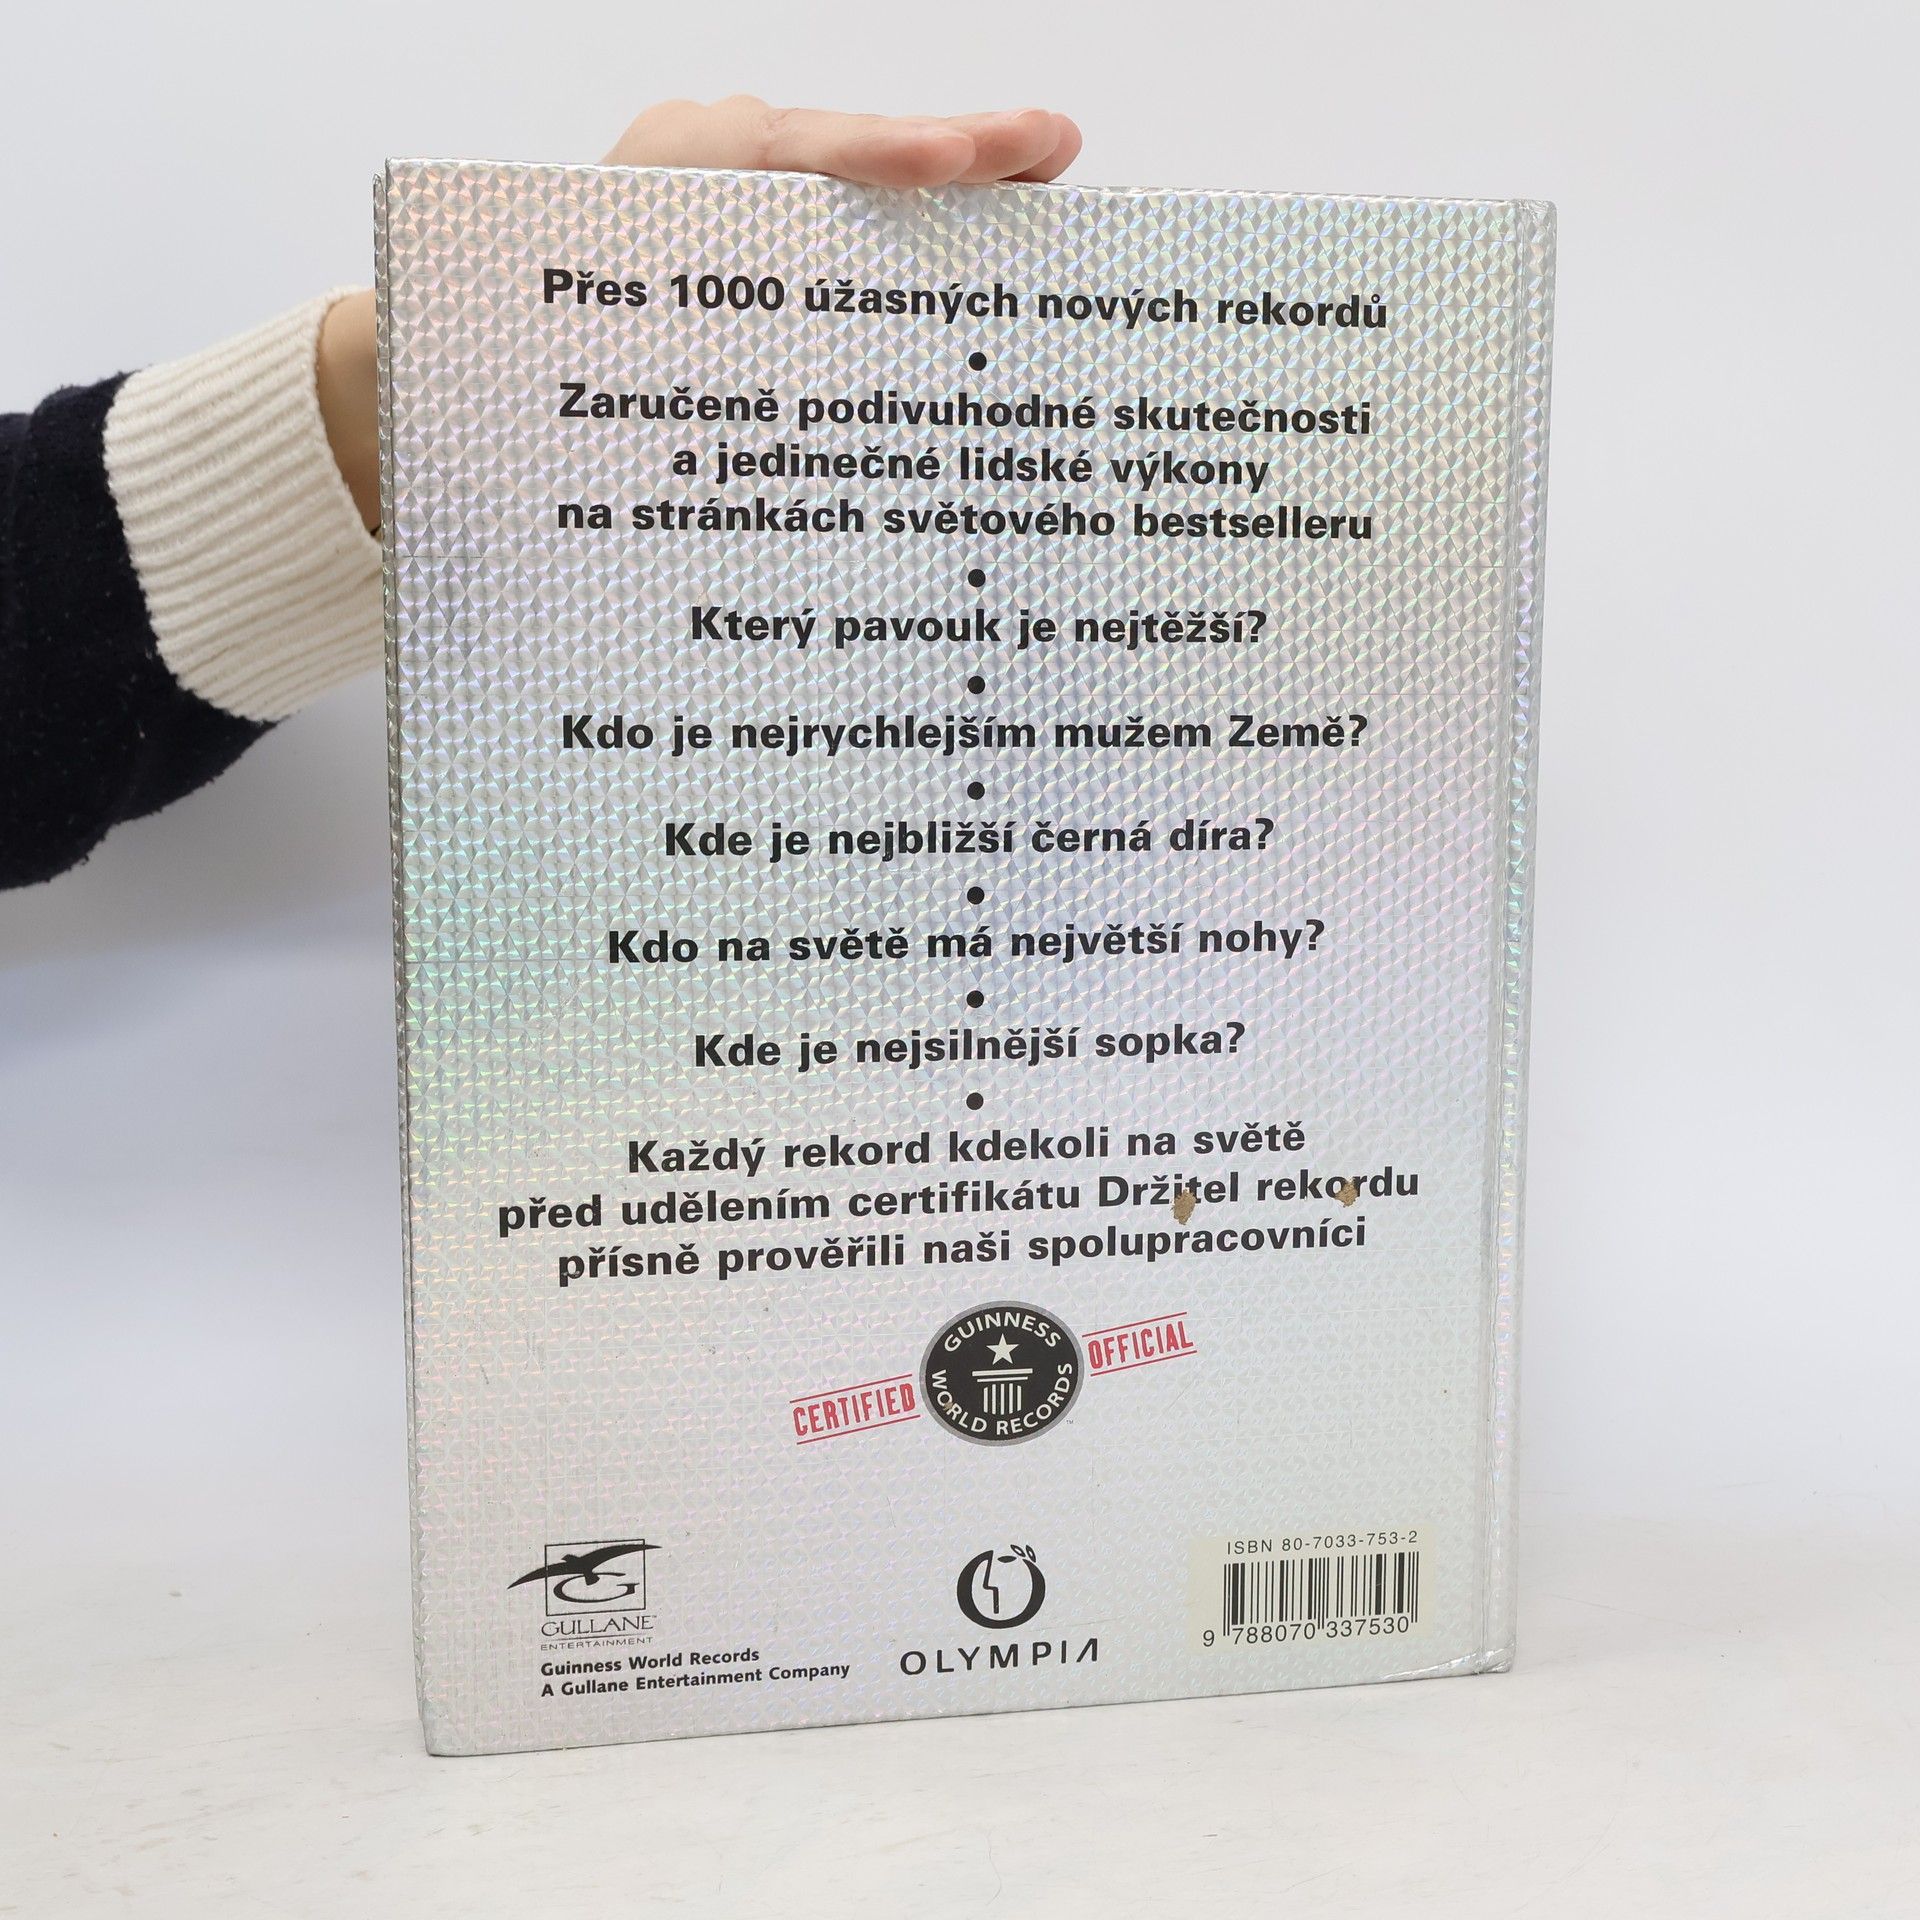 Přes 1000 úžasných nových rekordů
•
Zaručeně podivuhodné skutečnosti
a jedinečné lidské výkony
na stránkách světového bestselleru
•
Který pavouk je nejtěžší?
•
Kdo je nejrychlejším mužem Země?
•
Kde je nejbližší černá díra?
•
Kdo na světě má největší nohy?
•
Kde je nejsilnější sopka?
•
Každý rekord kdekoli na světě
před udělením certifikátu Držitel rekordu
přísně prověřili naši spolupracovníci
CERTIFIED
GUINNESS
WORLD RECORDS
™
OFFICIAL
G
GULLANE™
ENTERTAINMENT
Guinness World Records
A Gullane Entertainment Company
OLYMPIA
ISBN 80-7033-753-2
9 788070 337530